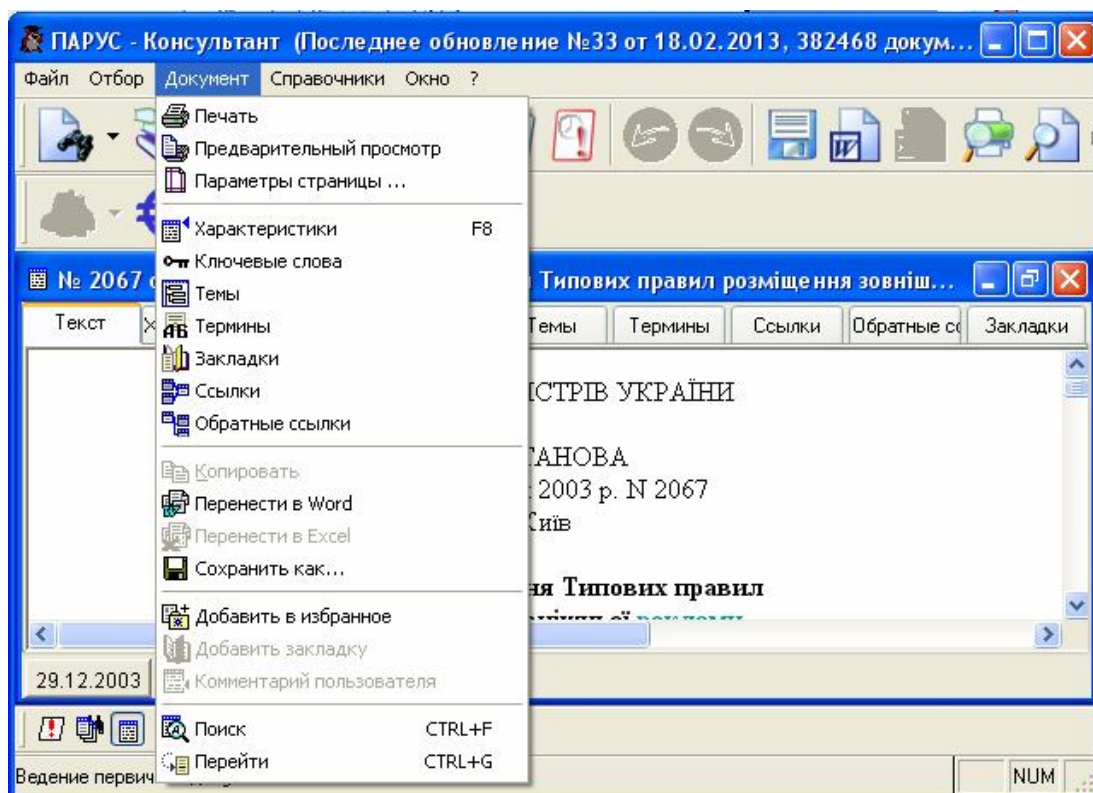 ПАРУС - Консультант (Последнее обновление №33 от 18.02.2013, 382468 докум...
Файл Отбор Документ Справочники Окно ?
Печать
Предварительный просмотр
Параметры страницы ...
Характеристики F8
Ключевые слова
Темы
Термины
Закладки
Ссылки
Обратные ссылки
Копировать
Перенести в Word
Перенести в Excel
Сохранить как...
Добавить в избранное
Добавить закладку
Комментарий пользователя
Поиск CTRL+F
Перейти CTRL+G
№ 2067 Типових правил розміщення зовніш...
Текст Темы Термины Ссылки Обратные сс Закладки
ІСТРІВ УКРАЇНИ
ТАНОВА
2003 р. N 2067
Київ
ня Типових правил
29.12.2003
Ведение первич
NUM